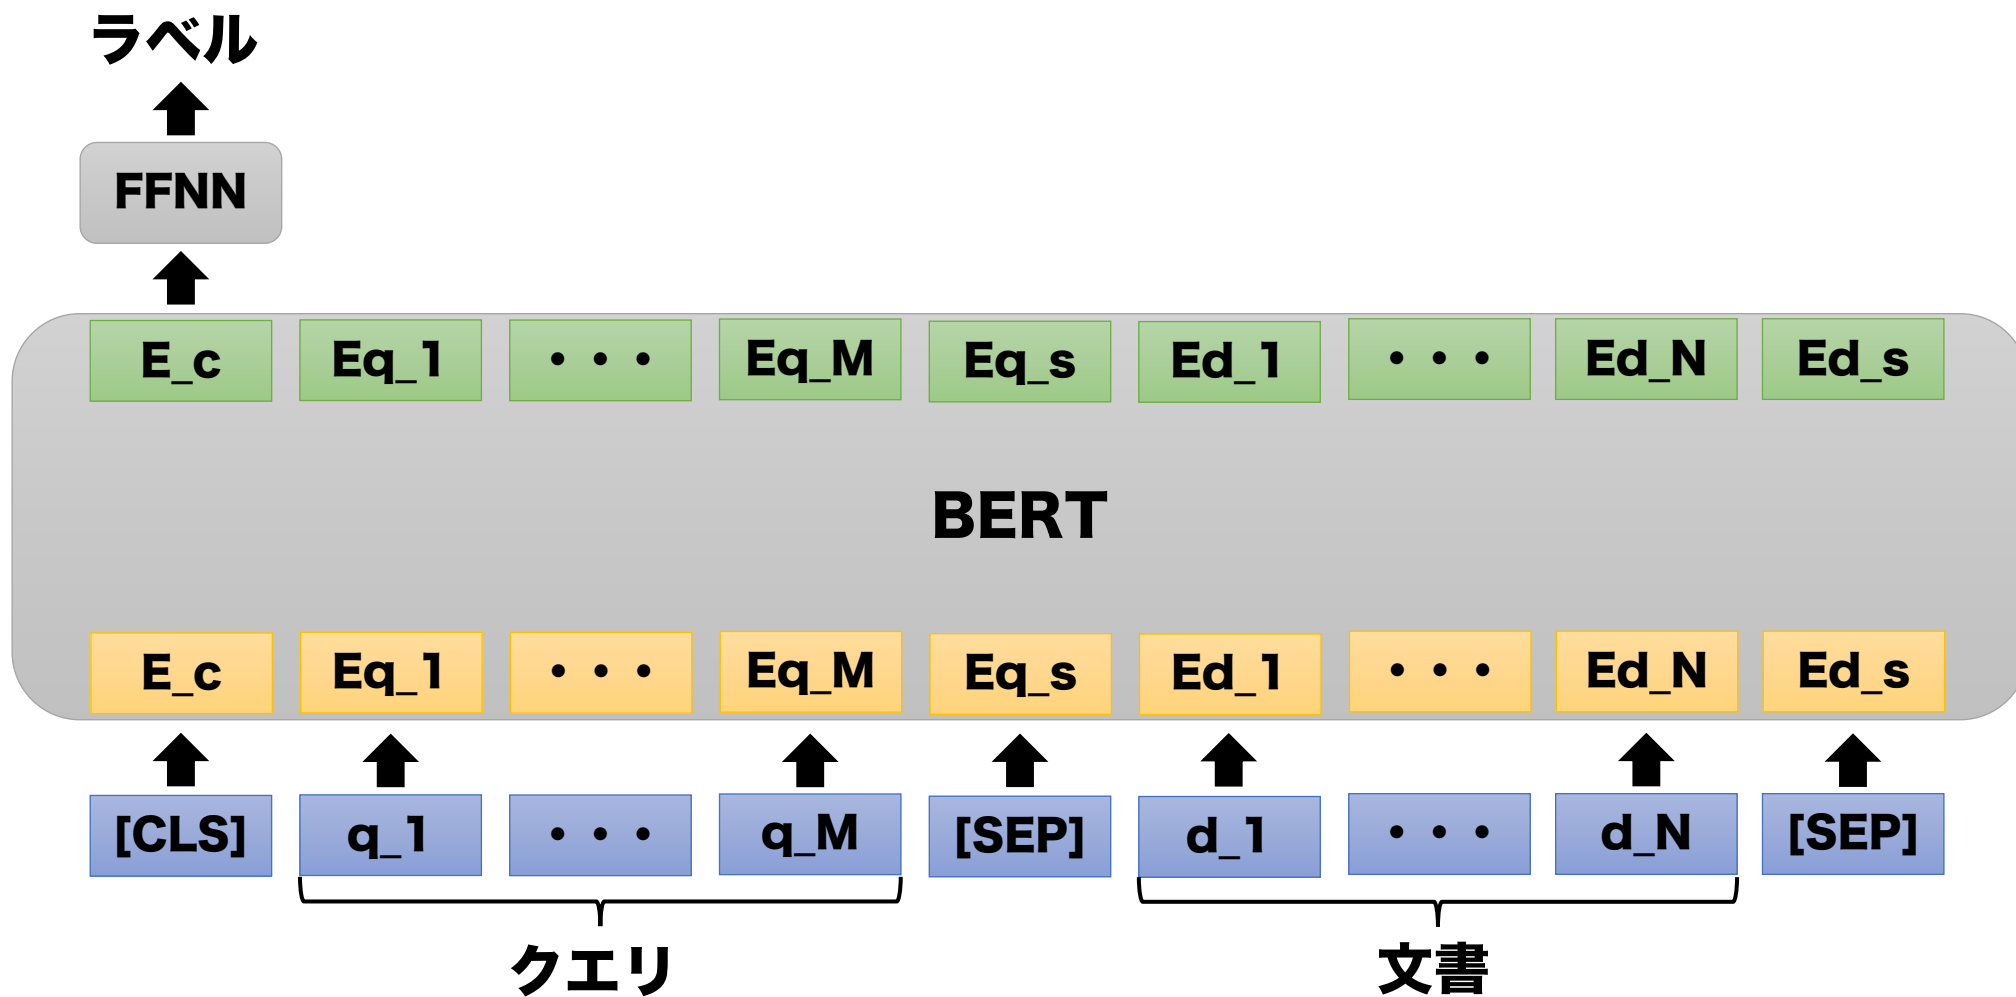 ラベル
FFNN
E_c Eq_1 ・・・ Eq_M Eq_s Ed_1 ・・・ Ed_N Ed_s
BERT
E_c Eq_1 ・・・ Eq_M Eq_s Ed_1 ・・・ Ed_N Ed_s
[CLS] q_1 ・・・ q_M [SEP] d_1 ・・・ d_N [SEP]
クエリ 文書